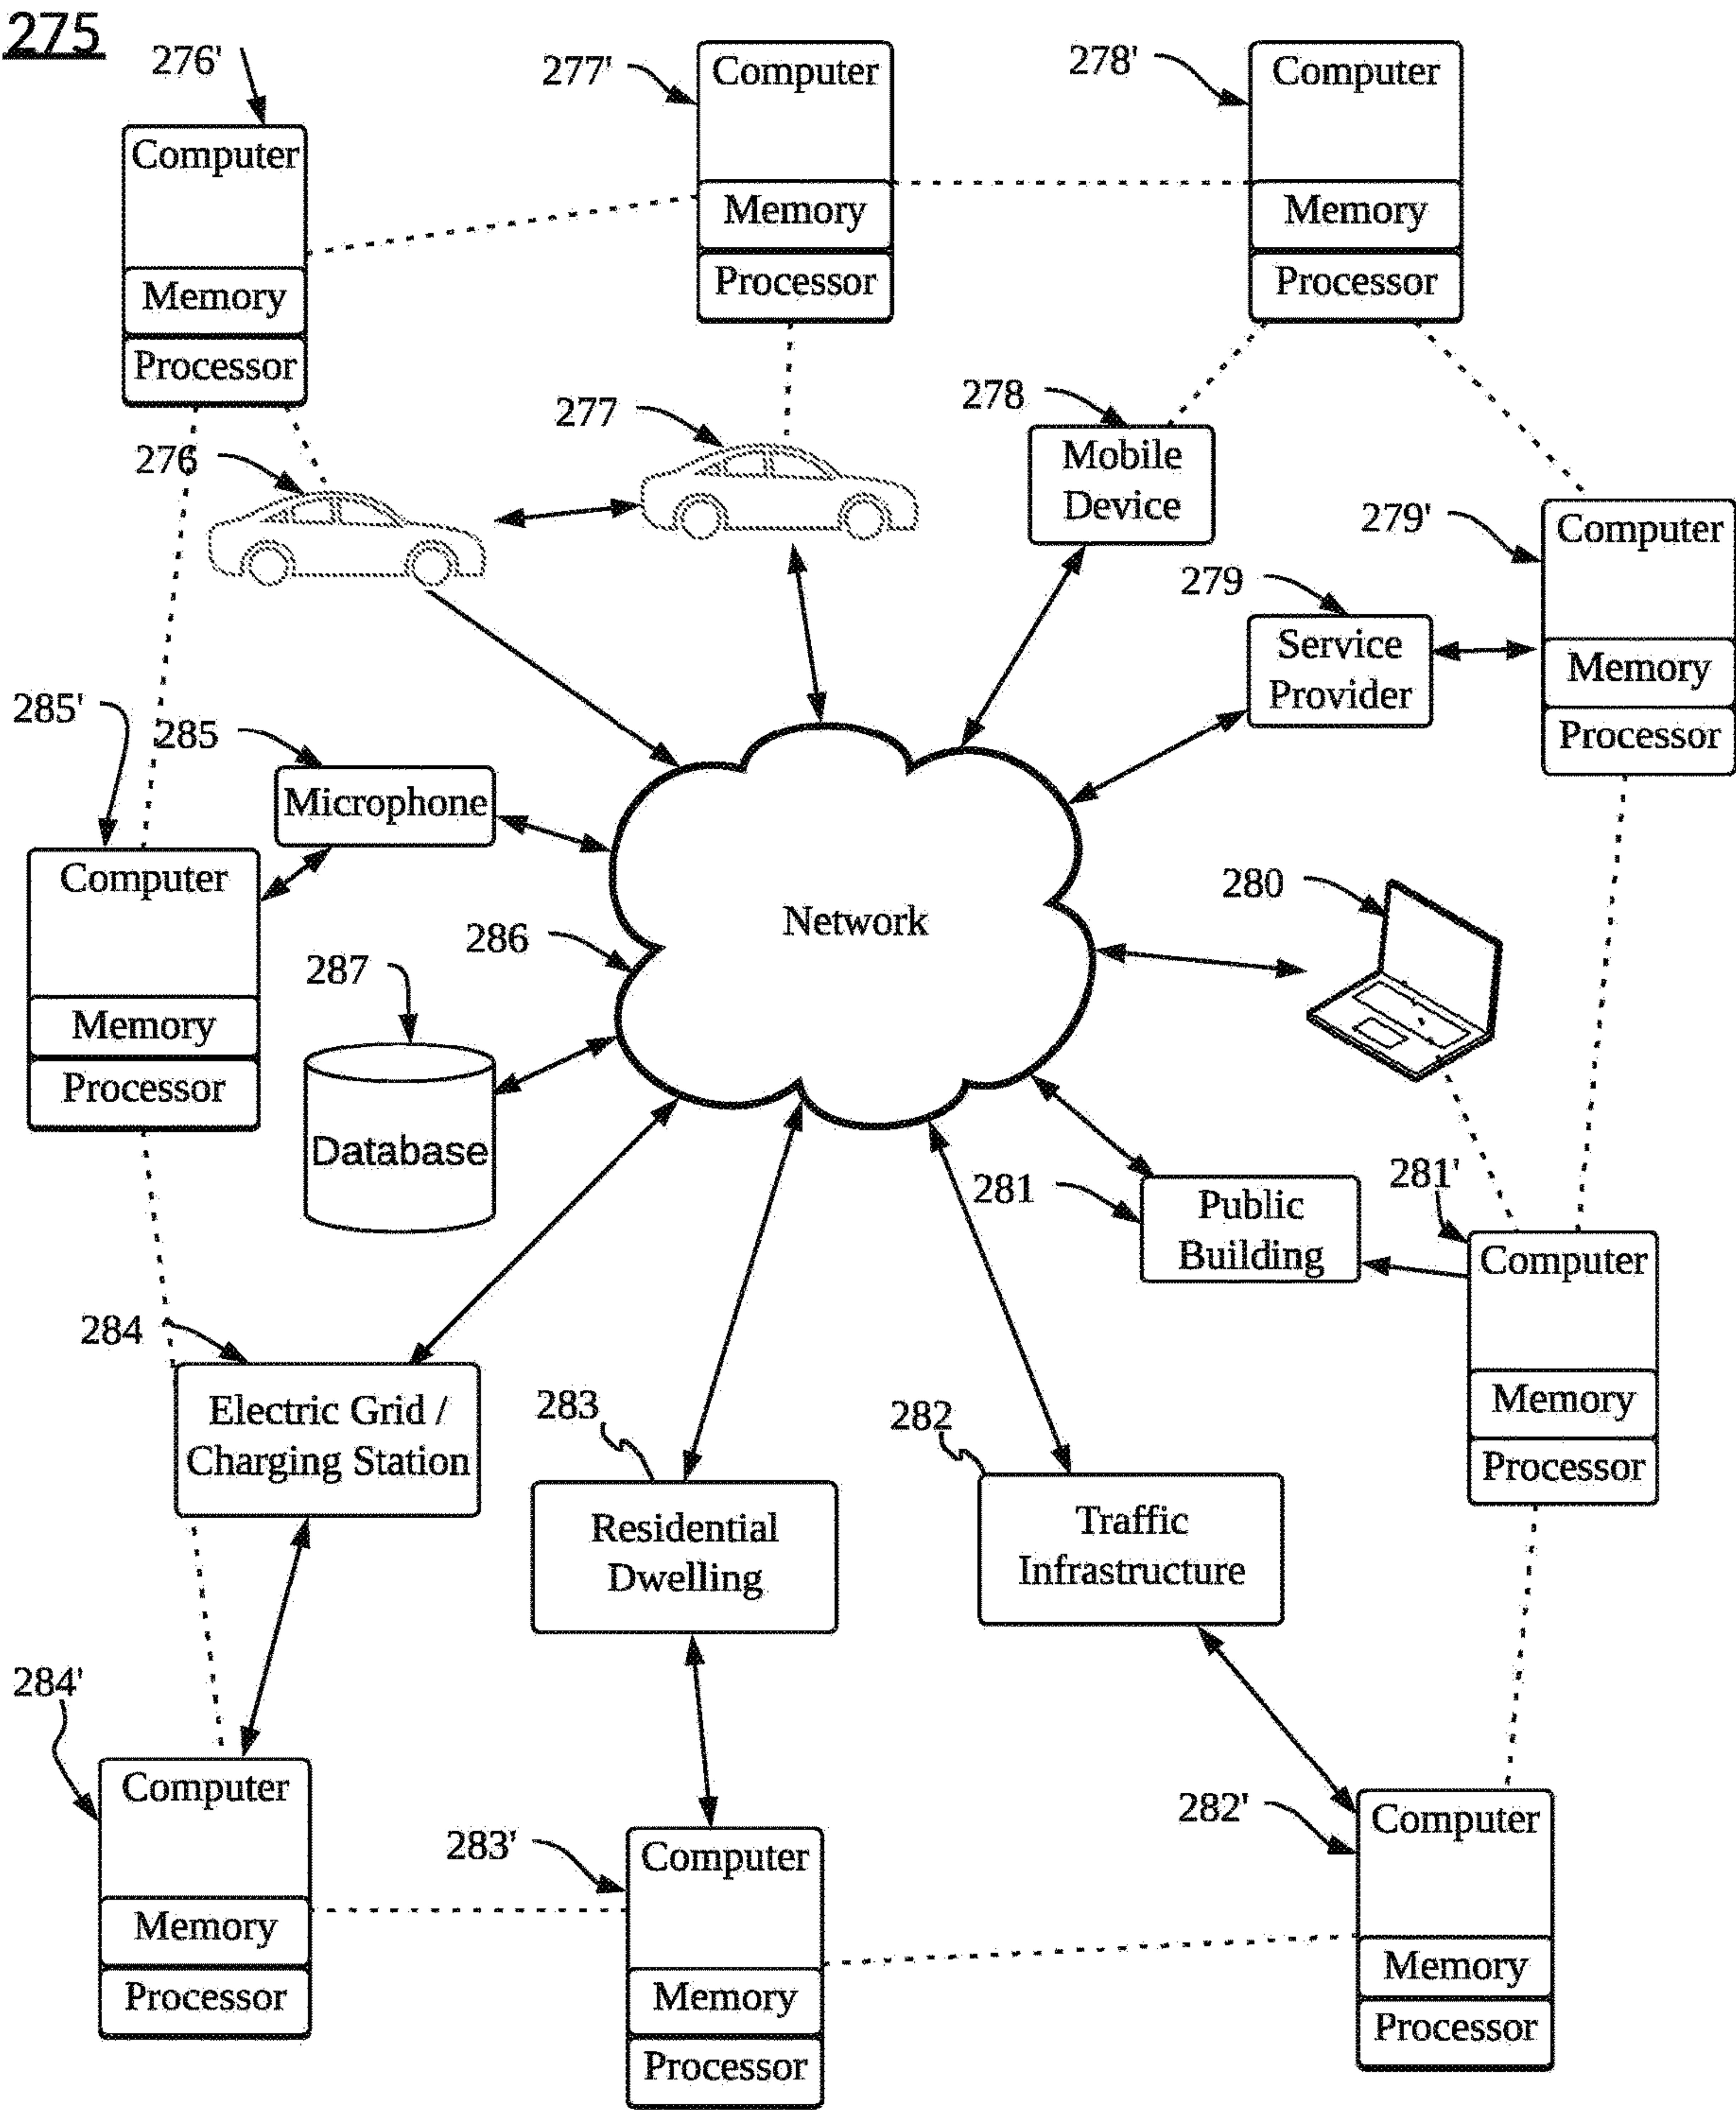 275
276'
277'
278'
Computer
Memory
Processor
Computer
Memory
Processor
Computer
Memory
Processor
276
277
278
Mobile
Device
279'
Computer
Memory
Processor
279
Service
Provider
285'
285
Microphone
Computer
Memory
Processor
Network
286
287
Database
280
281
Public
Building
281'
Computer
Memory
Processor
284
Electric Grid /
Charging Station
283
Residential
Dwelling
282
Traffic
Infrastructure
284'
Computer
Memory
Processor
283'
Computer
Memory
Processor
282'
Computer
Memory
Processor